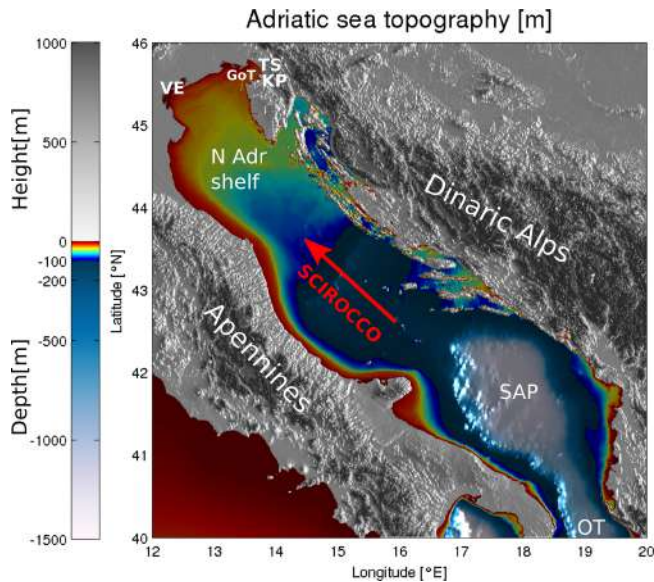 Adriatic sea topography [m]
1000
500
0
-100
-200
-500
-1000
-1500
Height[m]
Depth[m]
46
45
44
43
42
41
40
Latitude [°N]
VE
GoT
TS
KP
N Adr
shelf
Dinaric Alps
SCIROCCO
Apennines
SAP
OT
12
13
14
15
16
17
18
19
20
Longitude [°E]